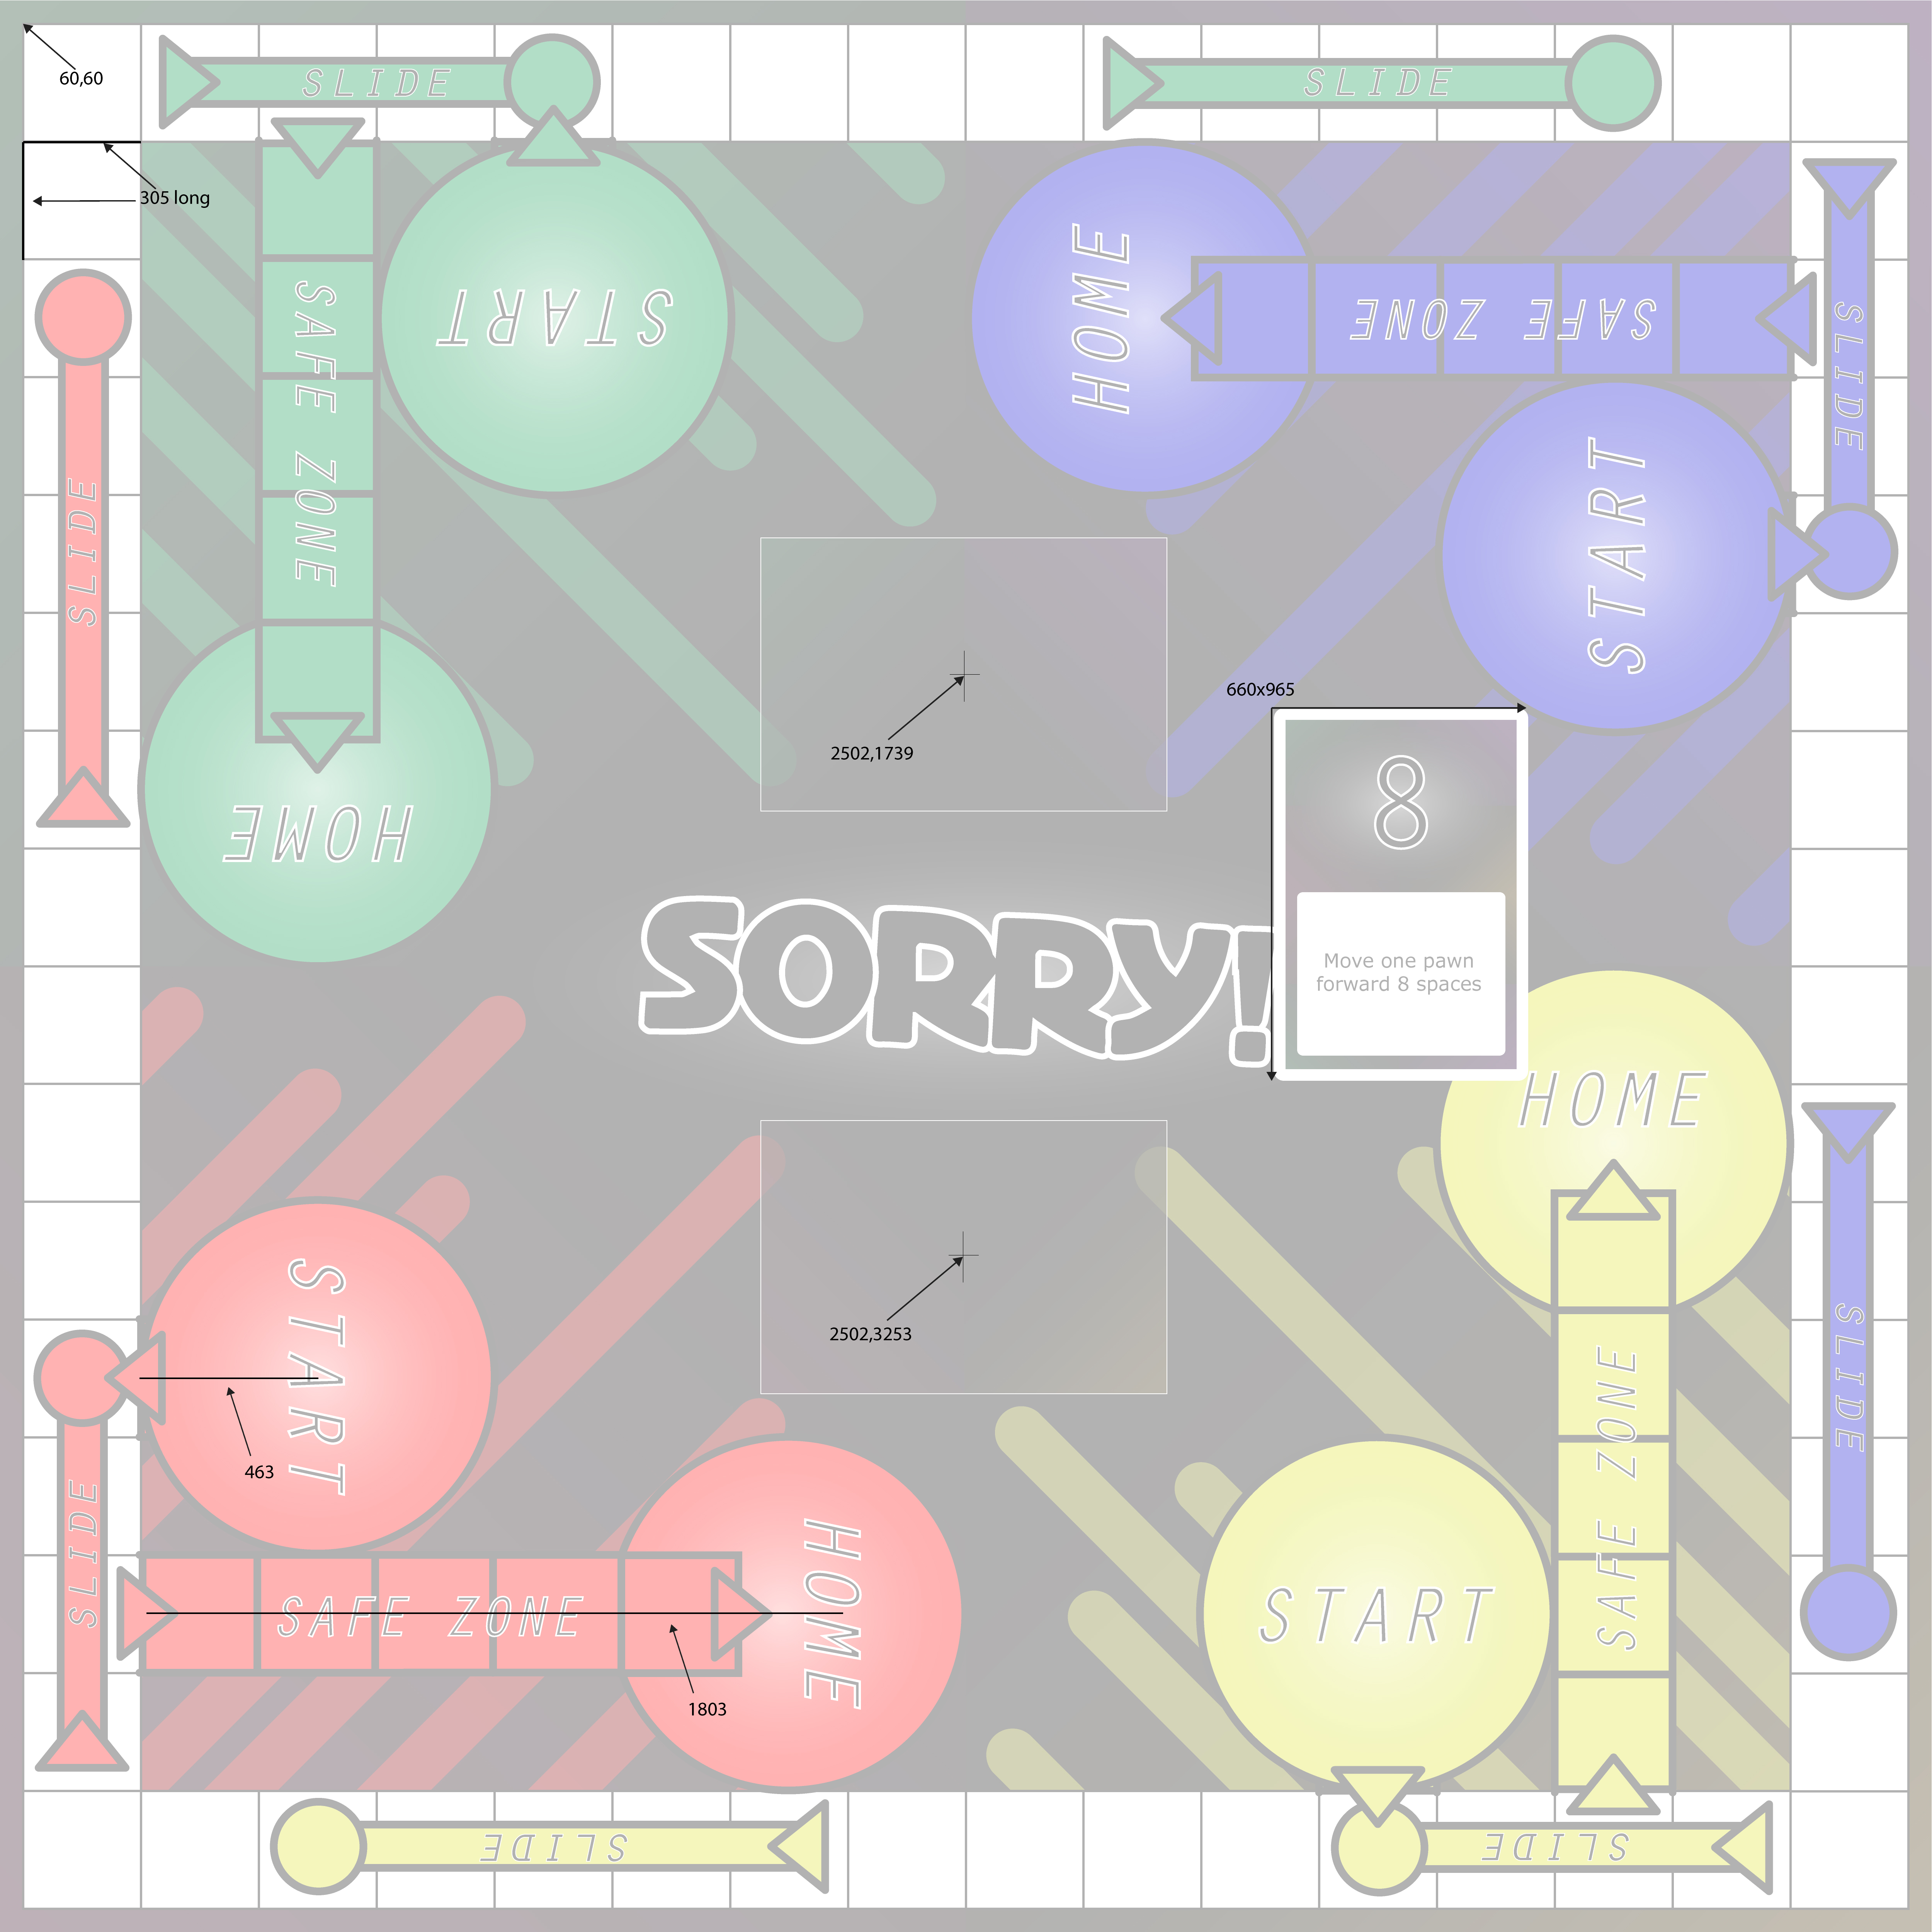 SLIDE
SLIDE
60,60
305 long
START
HOME
SAFE ZONE
SAFE ZONE
SLIDE
SLIDE
START
660x965
2502,1739
HOME
8
SORRY!
Move one pawn
forward 8 spaces
HOME
2502,3253
START
463
SLIDE
SAFE ZONE
SLIDE
SAFE ZONE
HOME
START
1803
SLIDE
SLIDE